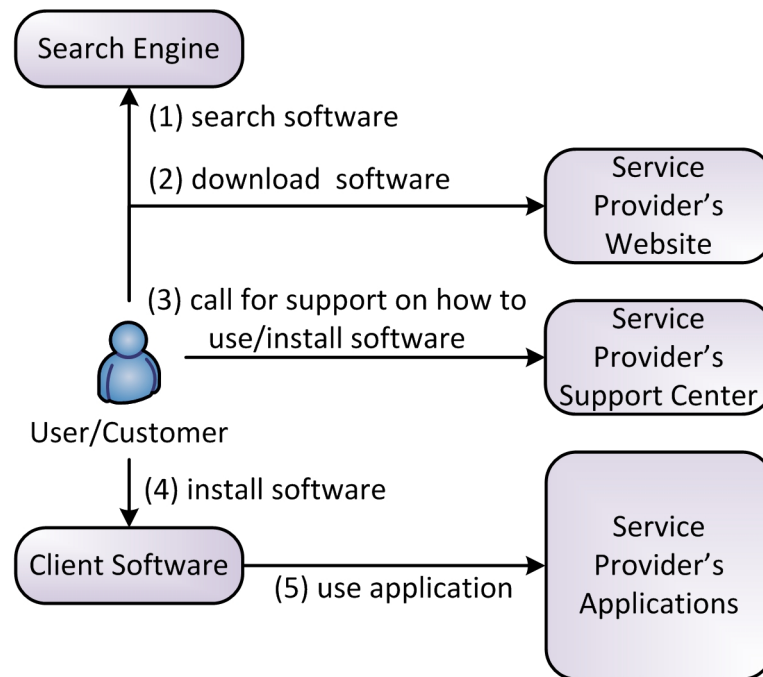 Search Engine
(1) search software
(2) download  software
Service
Provider's
Website
(3) call for support on how to
use/install software
Service
Provider's
Support Center
User/Customer
(4) install software
Client Software
(5) use application
Service
Provider's
Applications